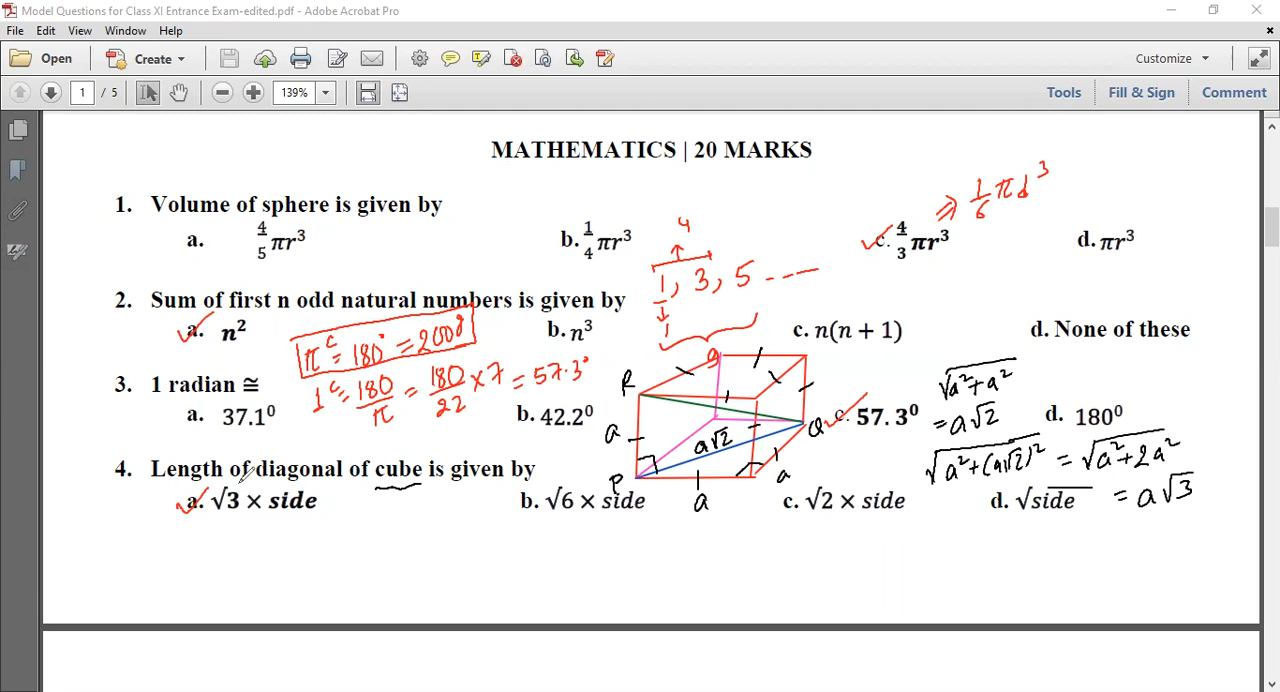 Model Questions for Class XI Entrance Exam-edited.pdf - Adobe Acrobat Pro
File Edit View Window Help
Open Create Customize
1 / 5 139% Tools Fill & Sign Comment
MATHEMATICS | 20 MARKS
1. Volume of sphere is given by
a. 4/5 πr³ b. 1/4 πr³ c. 4/3 πr³ d. πr³
⇒ 1/6 πd³
4
1, 3, 5 - - - -
1
2. Sum of first n odd natural numbers is given by
a. n² b. n³ c. n(n + 1) d. None of these
πᶜ = 180° = 200g
3. 1 radian ≅
1ᶜ = 180/π = 180/22 × 7 = 57.3°
a. 37.1⁰ b. 42.2⁰ c. 57.3⁰ d. 180⁰
R S
a a√2 Q
P a a
√a²+a²
= a√2
√a²+(a√2)² = √a²+2a²
= a√3
4. Length of diagonal of cube is given by
a. √3 × side b. √6 × side c. √2 × side d. √side